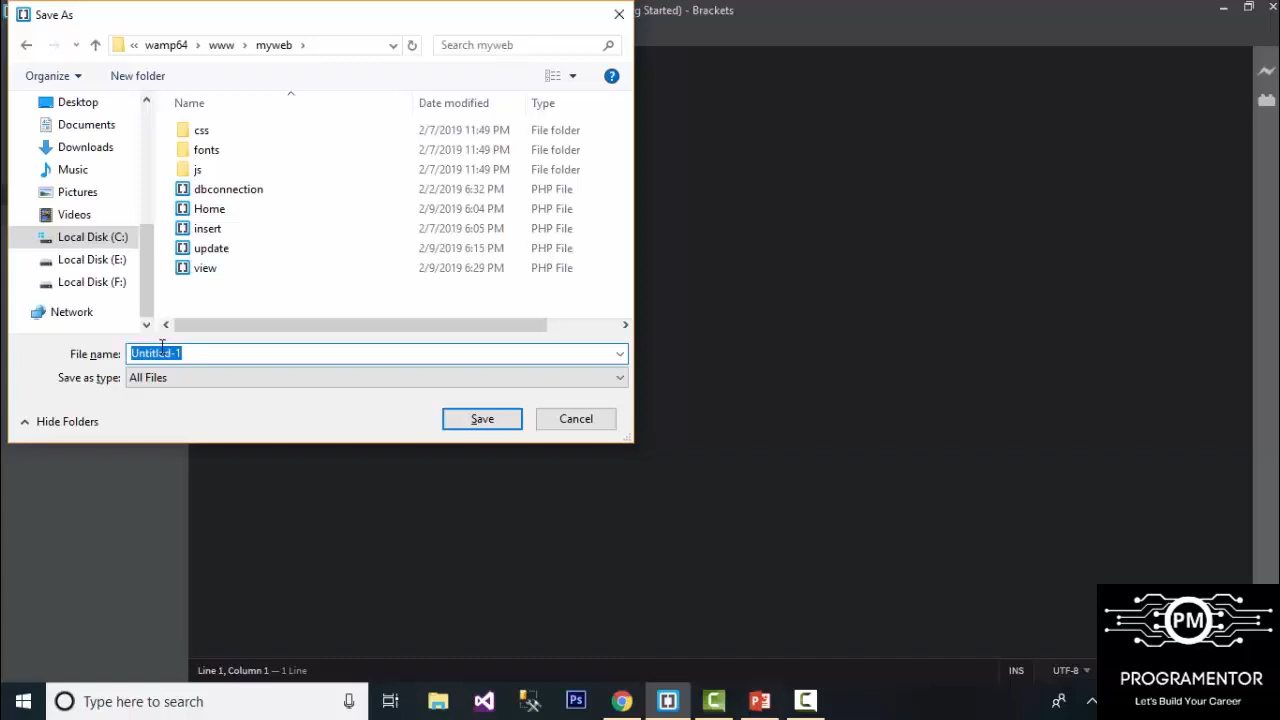 Save As
g Started) - Brackets
« wamp64 › www › myweb ›
Search myweb
Organize
New folder
Name Date modified Type
Desktop
Documents
Downloads
Music
Pictures
Videos
Local Disk (C:)
Local Disk (E:)
Local Disk (F:)
Network
css 2/7/2019 11:49 PM File folder
fonts 2/7/2019 11:49 PM File folder
js 2/7/2019 11:49 PM File folder
dbconnection 2/2/2019 6:32 PM PHP File
Home 2/9/2019 6:04 PM PHP File
insert 2/7/2019 6:05 PM PHP File
update 2/9/2019 6:15 PM PHP File
view 2/9/2019 6:29 PM PHP File
File name: Untitled-1
Save as type: All Files
Hide Folders
Save
Cancel
Line 1, Column 1 — 1 Line
INS
UTF-8
PM
PROGRAMENTOR
Let's Build Your Career
Type here to search
Ps